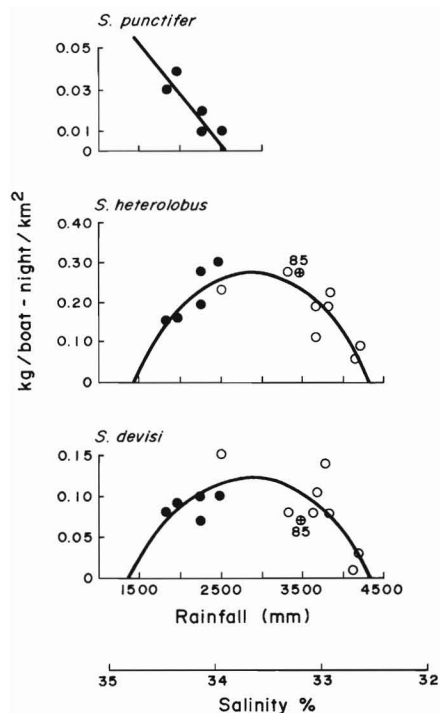 S. punctifer
0.05
0.03
0.01
0
kg/boat-night/km2
S. heterolobus
0.30
0.20
0.10
0
85
S. devisi
0.15
0.10
0.05
0
85
1500 2500 3500 4500
Rainfall (mm)
35 34 33 32
Salinity %